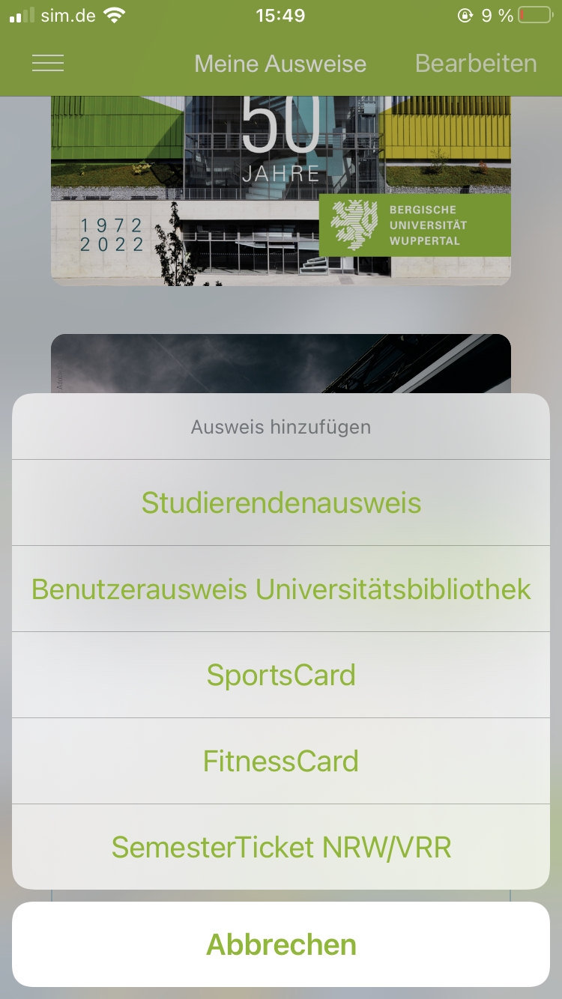 sim.de 15:49 9 %
Meine Ausweise Bearbeiten
50
JAHRE
1972
2022
BERGISCHE
UNIVERSITÄT
WUPPERTAL
Ausweis hinzufügen
Studierendenausweis
Benutzerausweis Universitätsbibliothek
SportsCard
FitnessCard
SemesterTicket NRW/VRR
Abbrechen